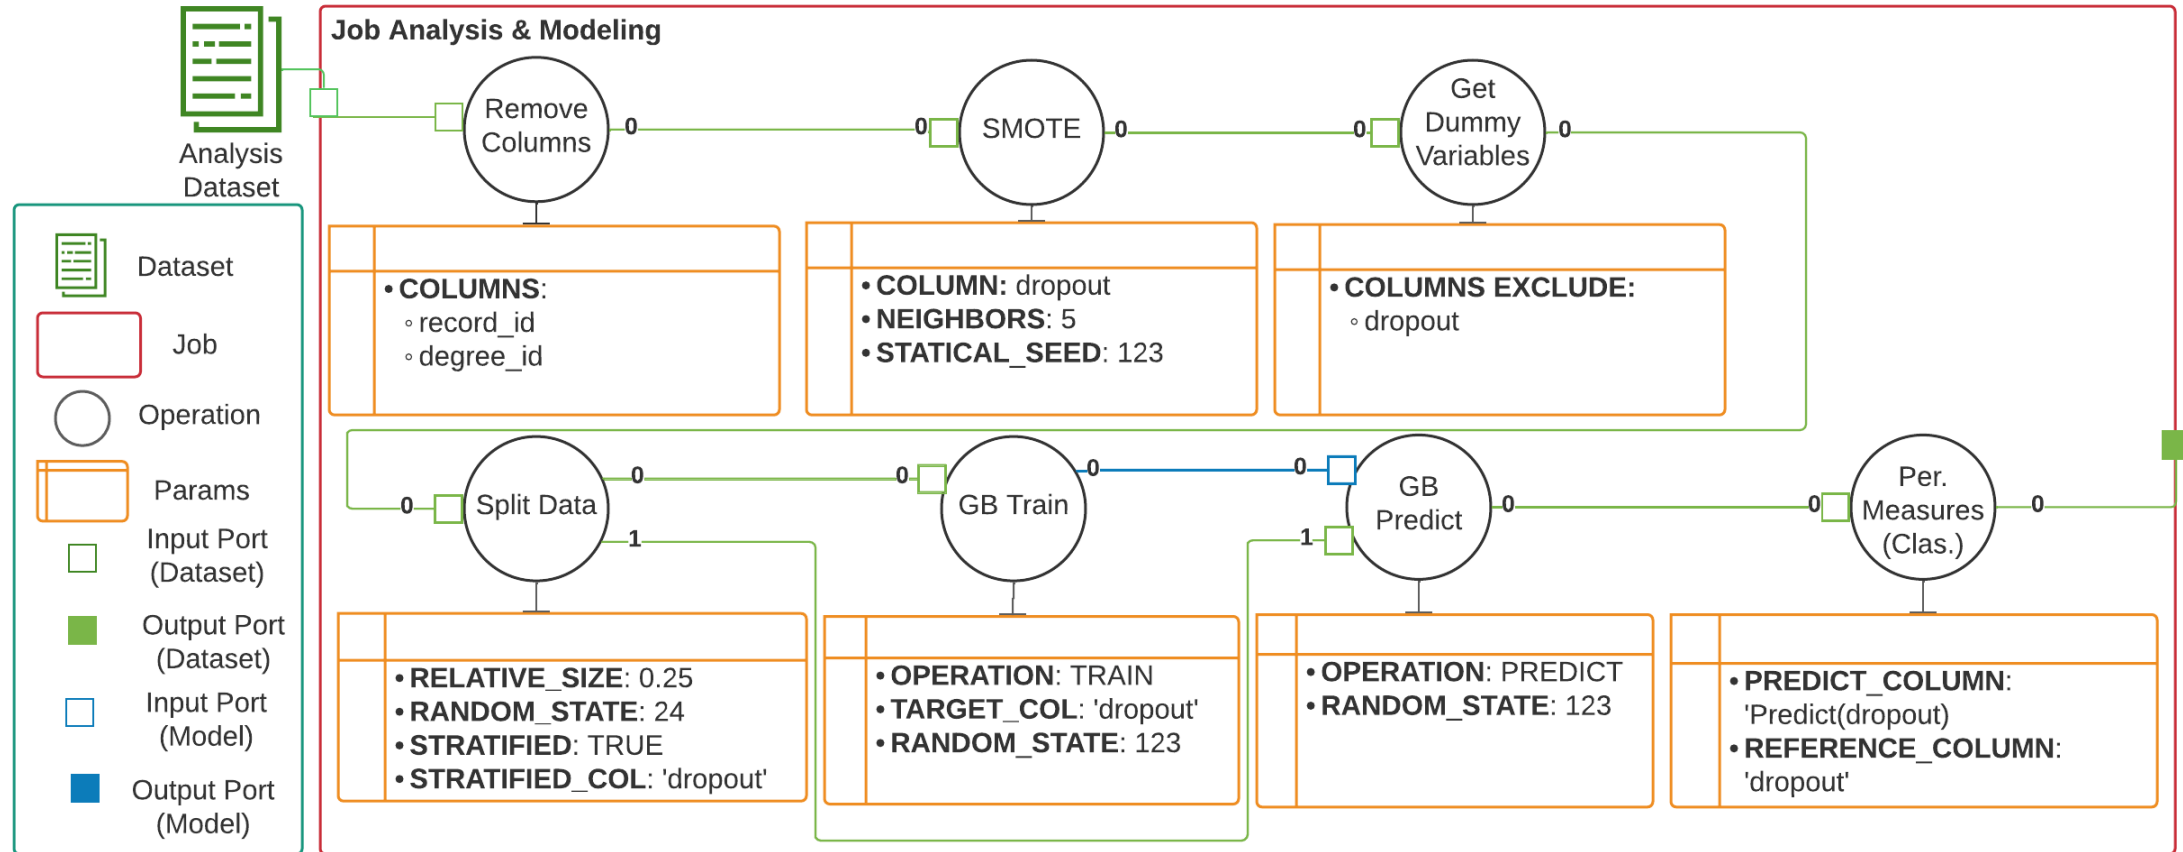 Job Analysis & Modeling
Analysis
Dataset
Remove
Columns
0
0
SMOTE
0
0
Get
Dummy
Variables
0
• COLUMNS:
◦ record_id
◦ degree_id
• COLUMN: dropout
• NEIGHBORS: 5
• STATICAL_SEED: 123
• COLUMNS EXCLUDE:
◦ dropout
Dataset
Job
Operation
Params
Input Port
(Dataset)
Output Port
(Dataset)
Input Port
(Model)
Output Port
(Model)
0
Split Data
0
1
0
GB Train
0
0
1
GB
Predict
0
0
Per.
Measures
(Clas.)
0
• RELATIVE_SIZE: 0.25
• RANDOM_STATE: 24
• STRATIFIED: TRUE
• STRATIFIED_COL: 'dropout'
• OPERATION: TRAIN
• TARGET_COL: 'dropout'
• RANDOM_STATE: 123
• OPERATION: PREDICT
• RANDOM_STATE: 123
• PREDICT_COLUMN:
'Predict(dropout)
• REFERENCE_COLUMN:
'dropout'